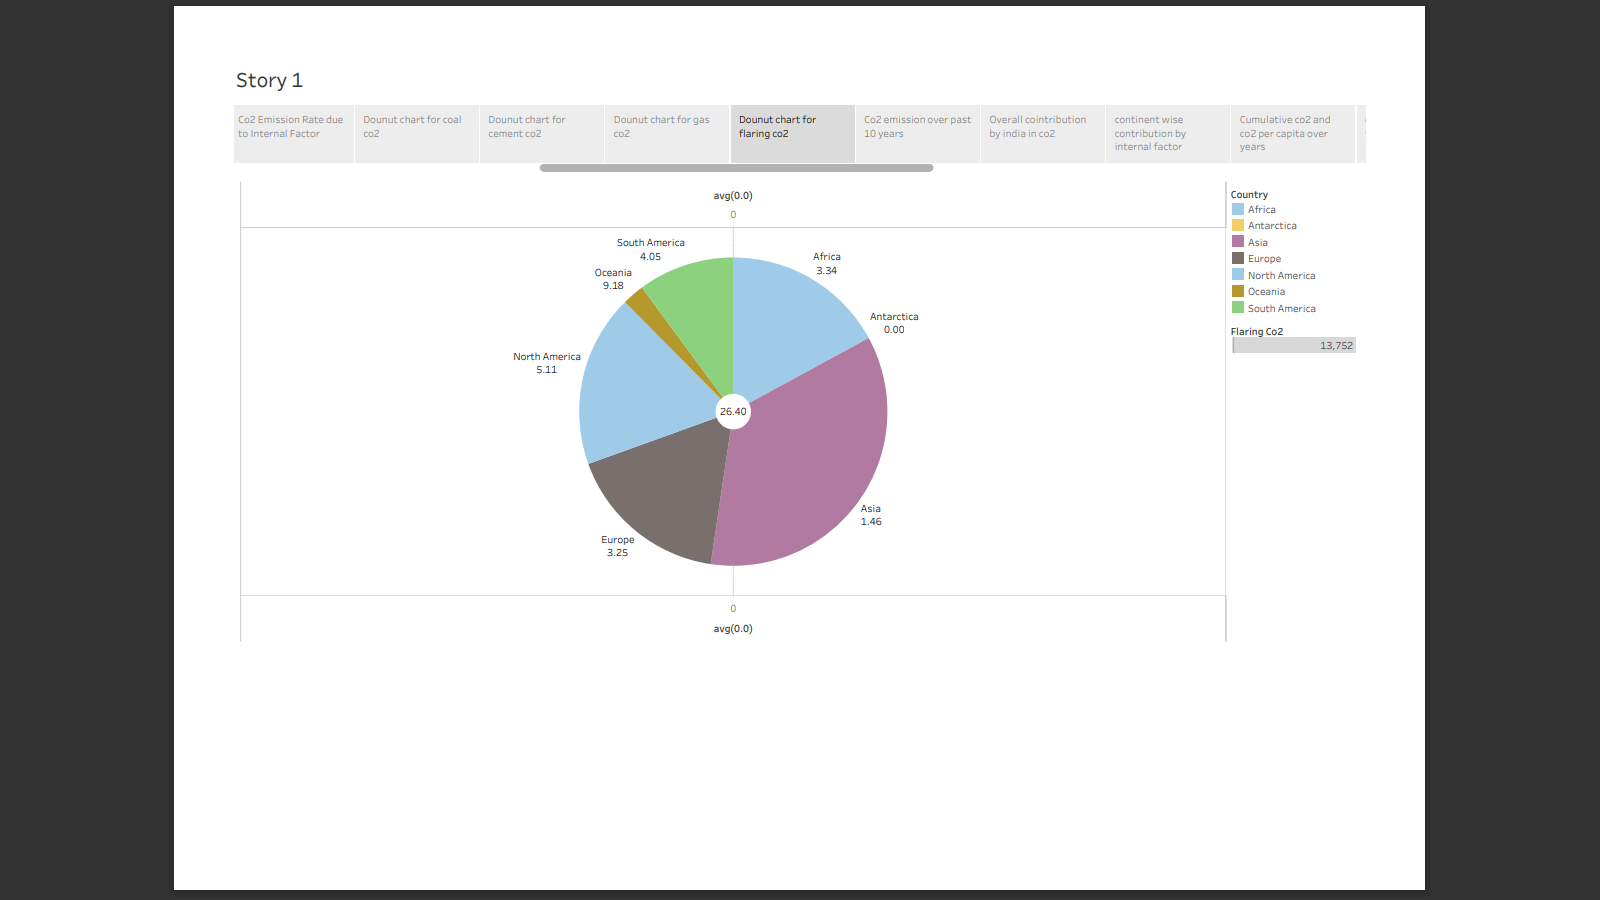 Story 1
Co2 Emission Rate due
to Internal Factor
Dounut chart for coal
co2
Dounut chart for
cement co2
Dounut chart for gas
co2
Dounut chart for
flaring co2
Co2 emission over past
10 years
Overall cointribution
by india in co2
continent wise
contribution by
internal factor
Cumulative co2 and
co2 per capita over
years
avg(0.0)
0
South America
4.05
Africa
3.34
Oceania
9.18
Antarctica
0.00
North America
5.11
26.40
Asia
1.46
Europe
3.25
0
avg(0.0)
Country
Africa
Antarctica
Asia
Europe
North America
Oceania
South America
Flaring Co2
13,752